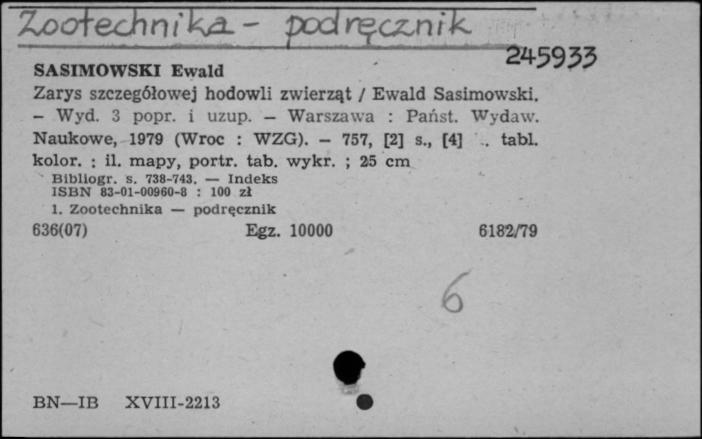 Zootechnika - podręcznik
245933
SASIMOWSKI Ewald
Zarys szczegółowej hodowli zwierząt / Ewald Sasimowski.
— Wyd. 3 popr. i uzup. — Warszawa : Państ. Wydaw.
Naukowe, 1979 (Wroc : WZG). — 757, [2] s., [4] tabl.
kolor. : il. mapy, portr. tab. wykr. ; 25 cm
Bibliogr. s. 738-743. — Indeks
ISBN 83-01-00960-8 : 100 zł
1. Zootechnika — podręcznik
636(07) Egz. 10000 6182/79
6
BN—IB XVIII-2213